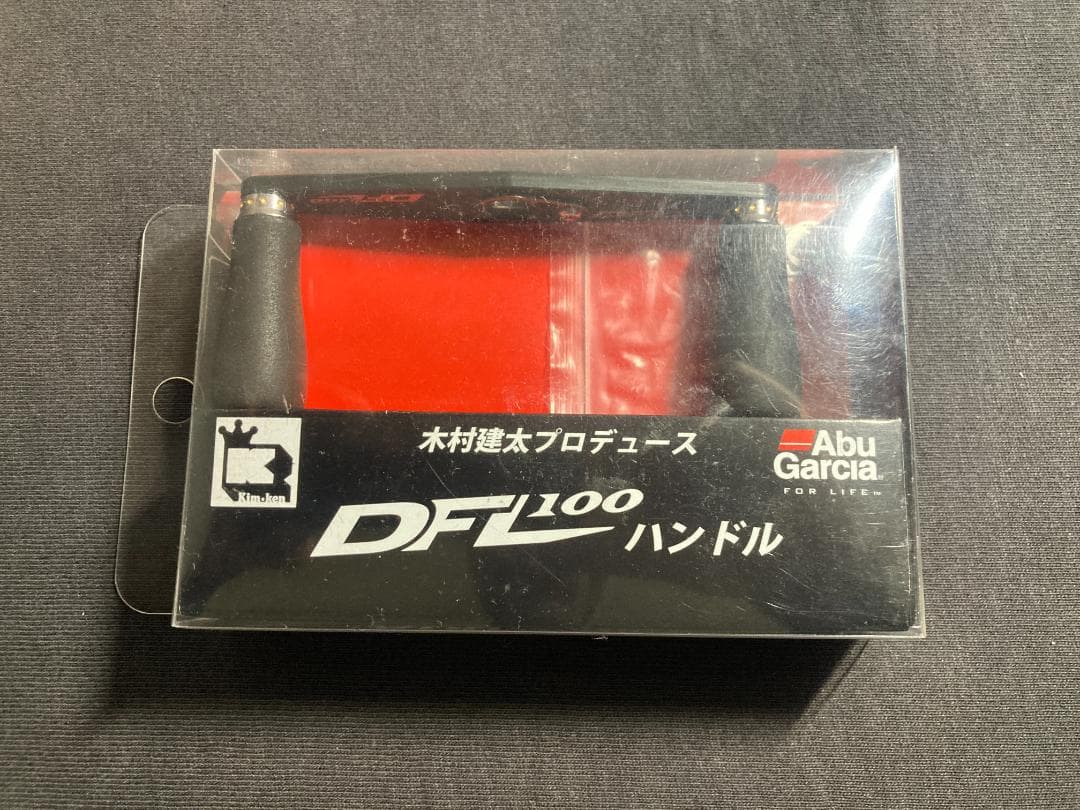 木村建太プロデュース
Kim-ken
Abu
Garcia
FOR LIFE™
DFL100
ハンドル